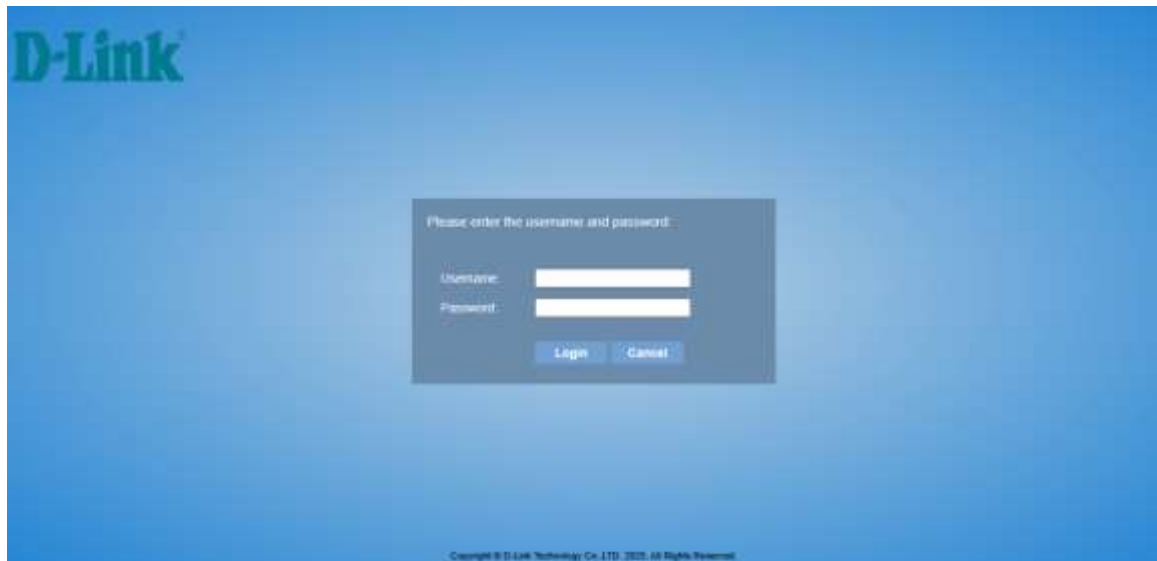 D-Link
Please enter the username and password:
Username:
Password:
Login Cancel
Copyright © D-Link Technology Co.,LTD. All Rights Reserved.